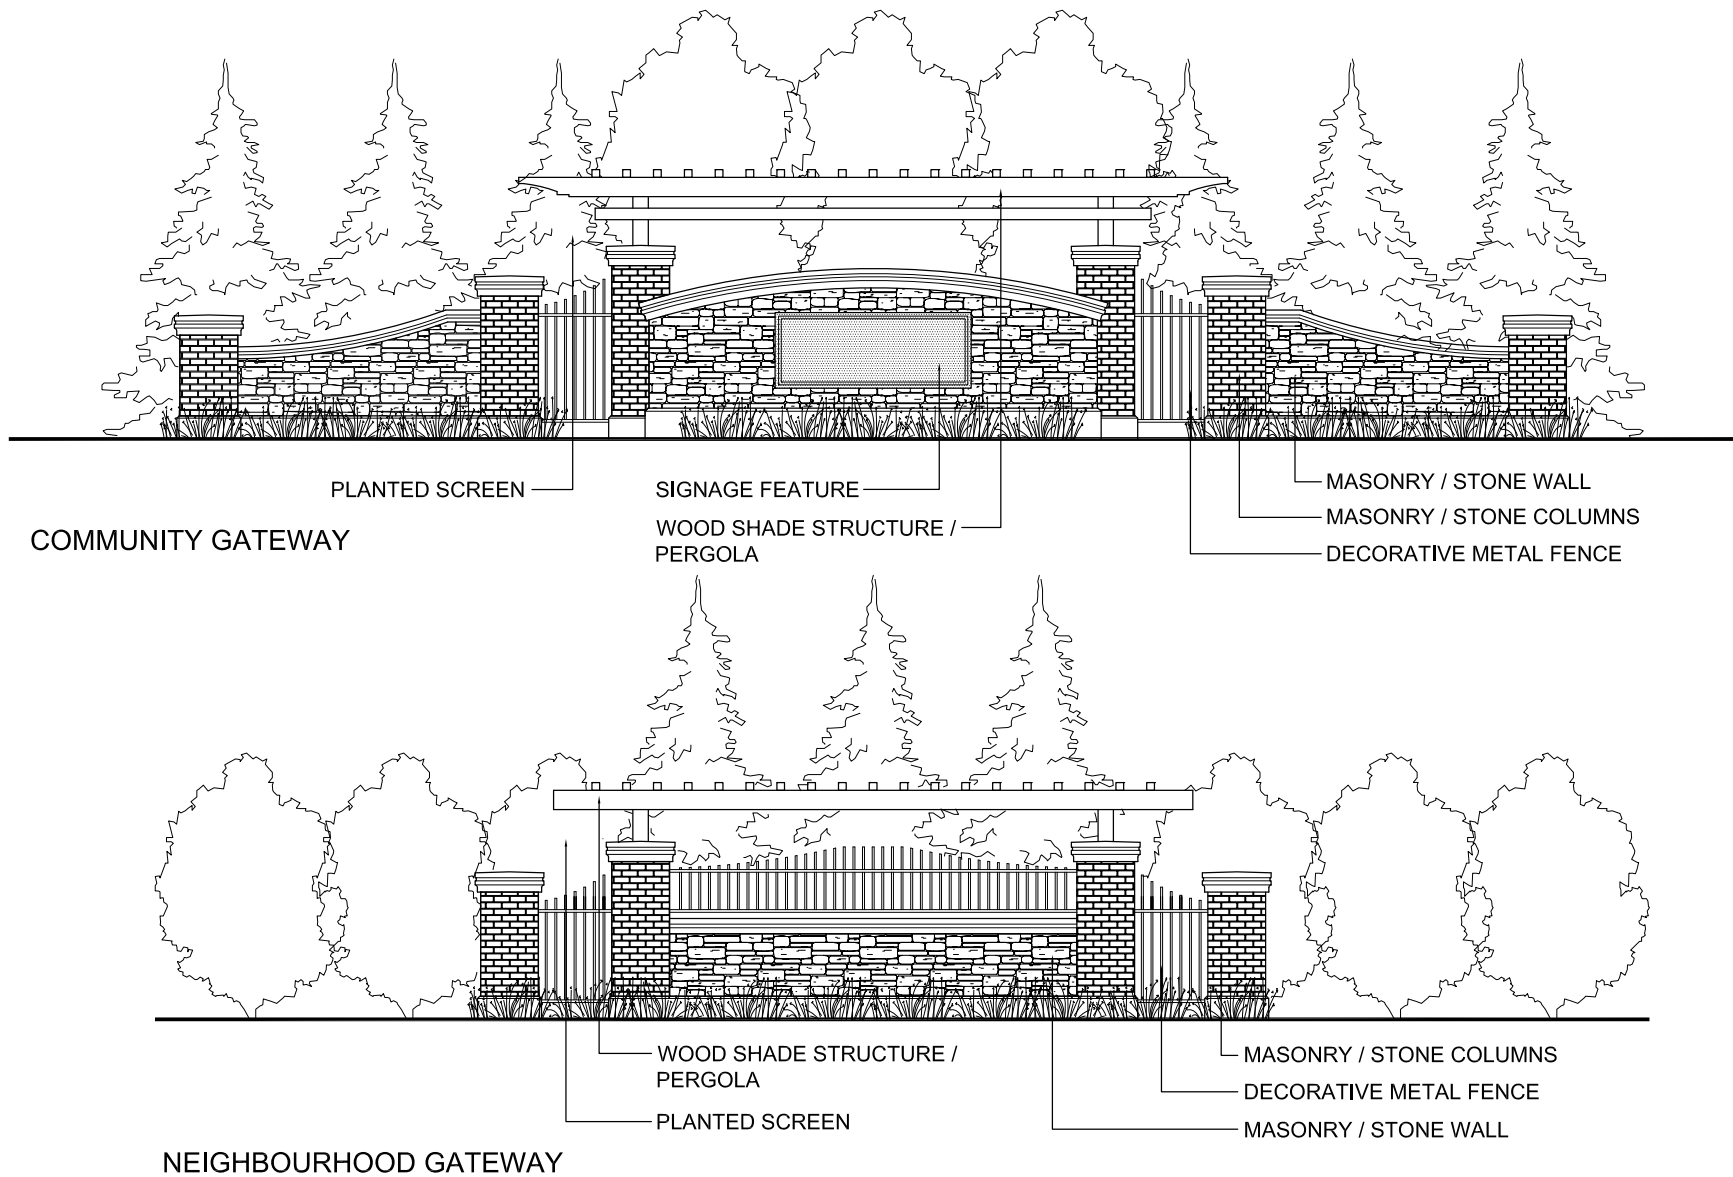 PLANTED SCREEN
SIGNAGE FEATURE
WOOD SHADE STRUCTURE /
PERGOLA
MASONRY / STONE WALL
MASONRY / STONE COLUMNS
DECORATIVE METAL FENCE
COMMUNITY GATEWAY
WOOD SHADE STRUCTURE /
PERGOLA
PLANTED SCREEN
MASONRY / STONE COLUMNS
DECORATIVE METAL FENCE
MASONRY / STONE WALL
NEIGHBOURHOOD GATEWAY